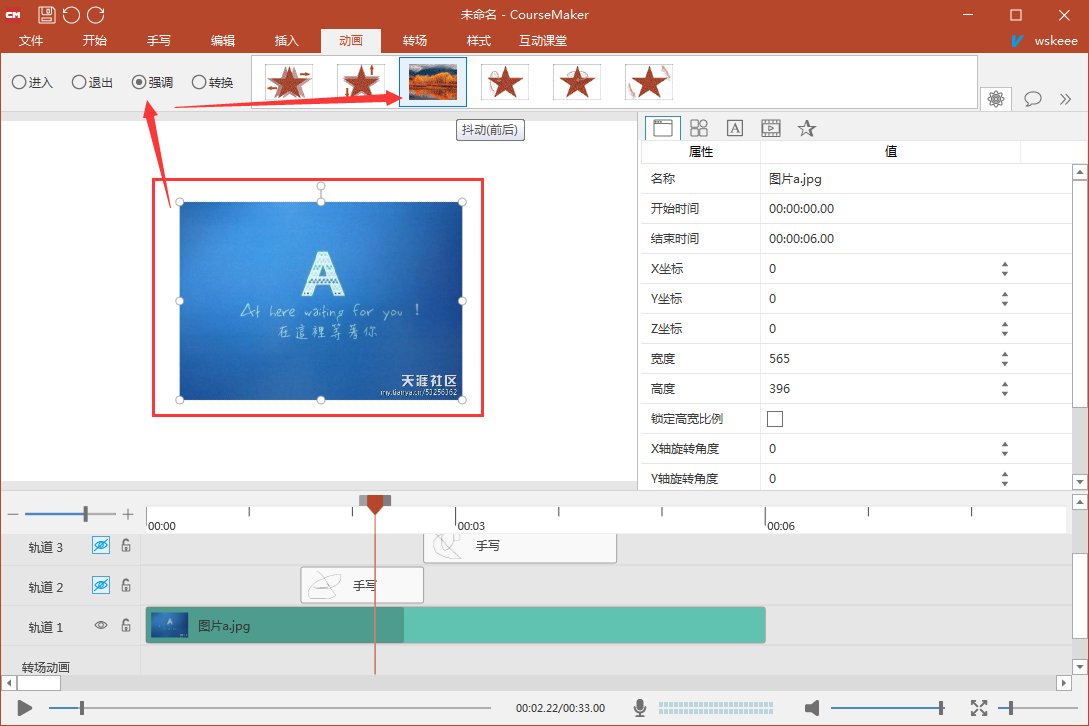 CM
未命名 - CourseMaker
文件 开始 手写 编辑 插入 动画 转场 样式 互动课堂
wskeee
进入 退出 强调 转换
抖动(前后)
属性 值
名称 图片a.jpg
开始时间 00:00:00.00
结束时间 00:00:06.00
X坐标 0
Y坐标 0
Z坐标 0
宽度 565
高度 396
锁定高宽比例
X轴旋转角度 0
Y轴旋转角度 0
A
At here waiting for you !
在這裡等著你
天涯社区
my.tianya.cn/53256362
00:00 00:03 00:06
轨道 3 手写
轨道 2 手写
轨道 1 图片a.jpg
转场动画
00:02.22/00:33.00